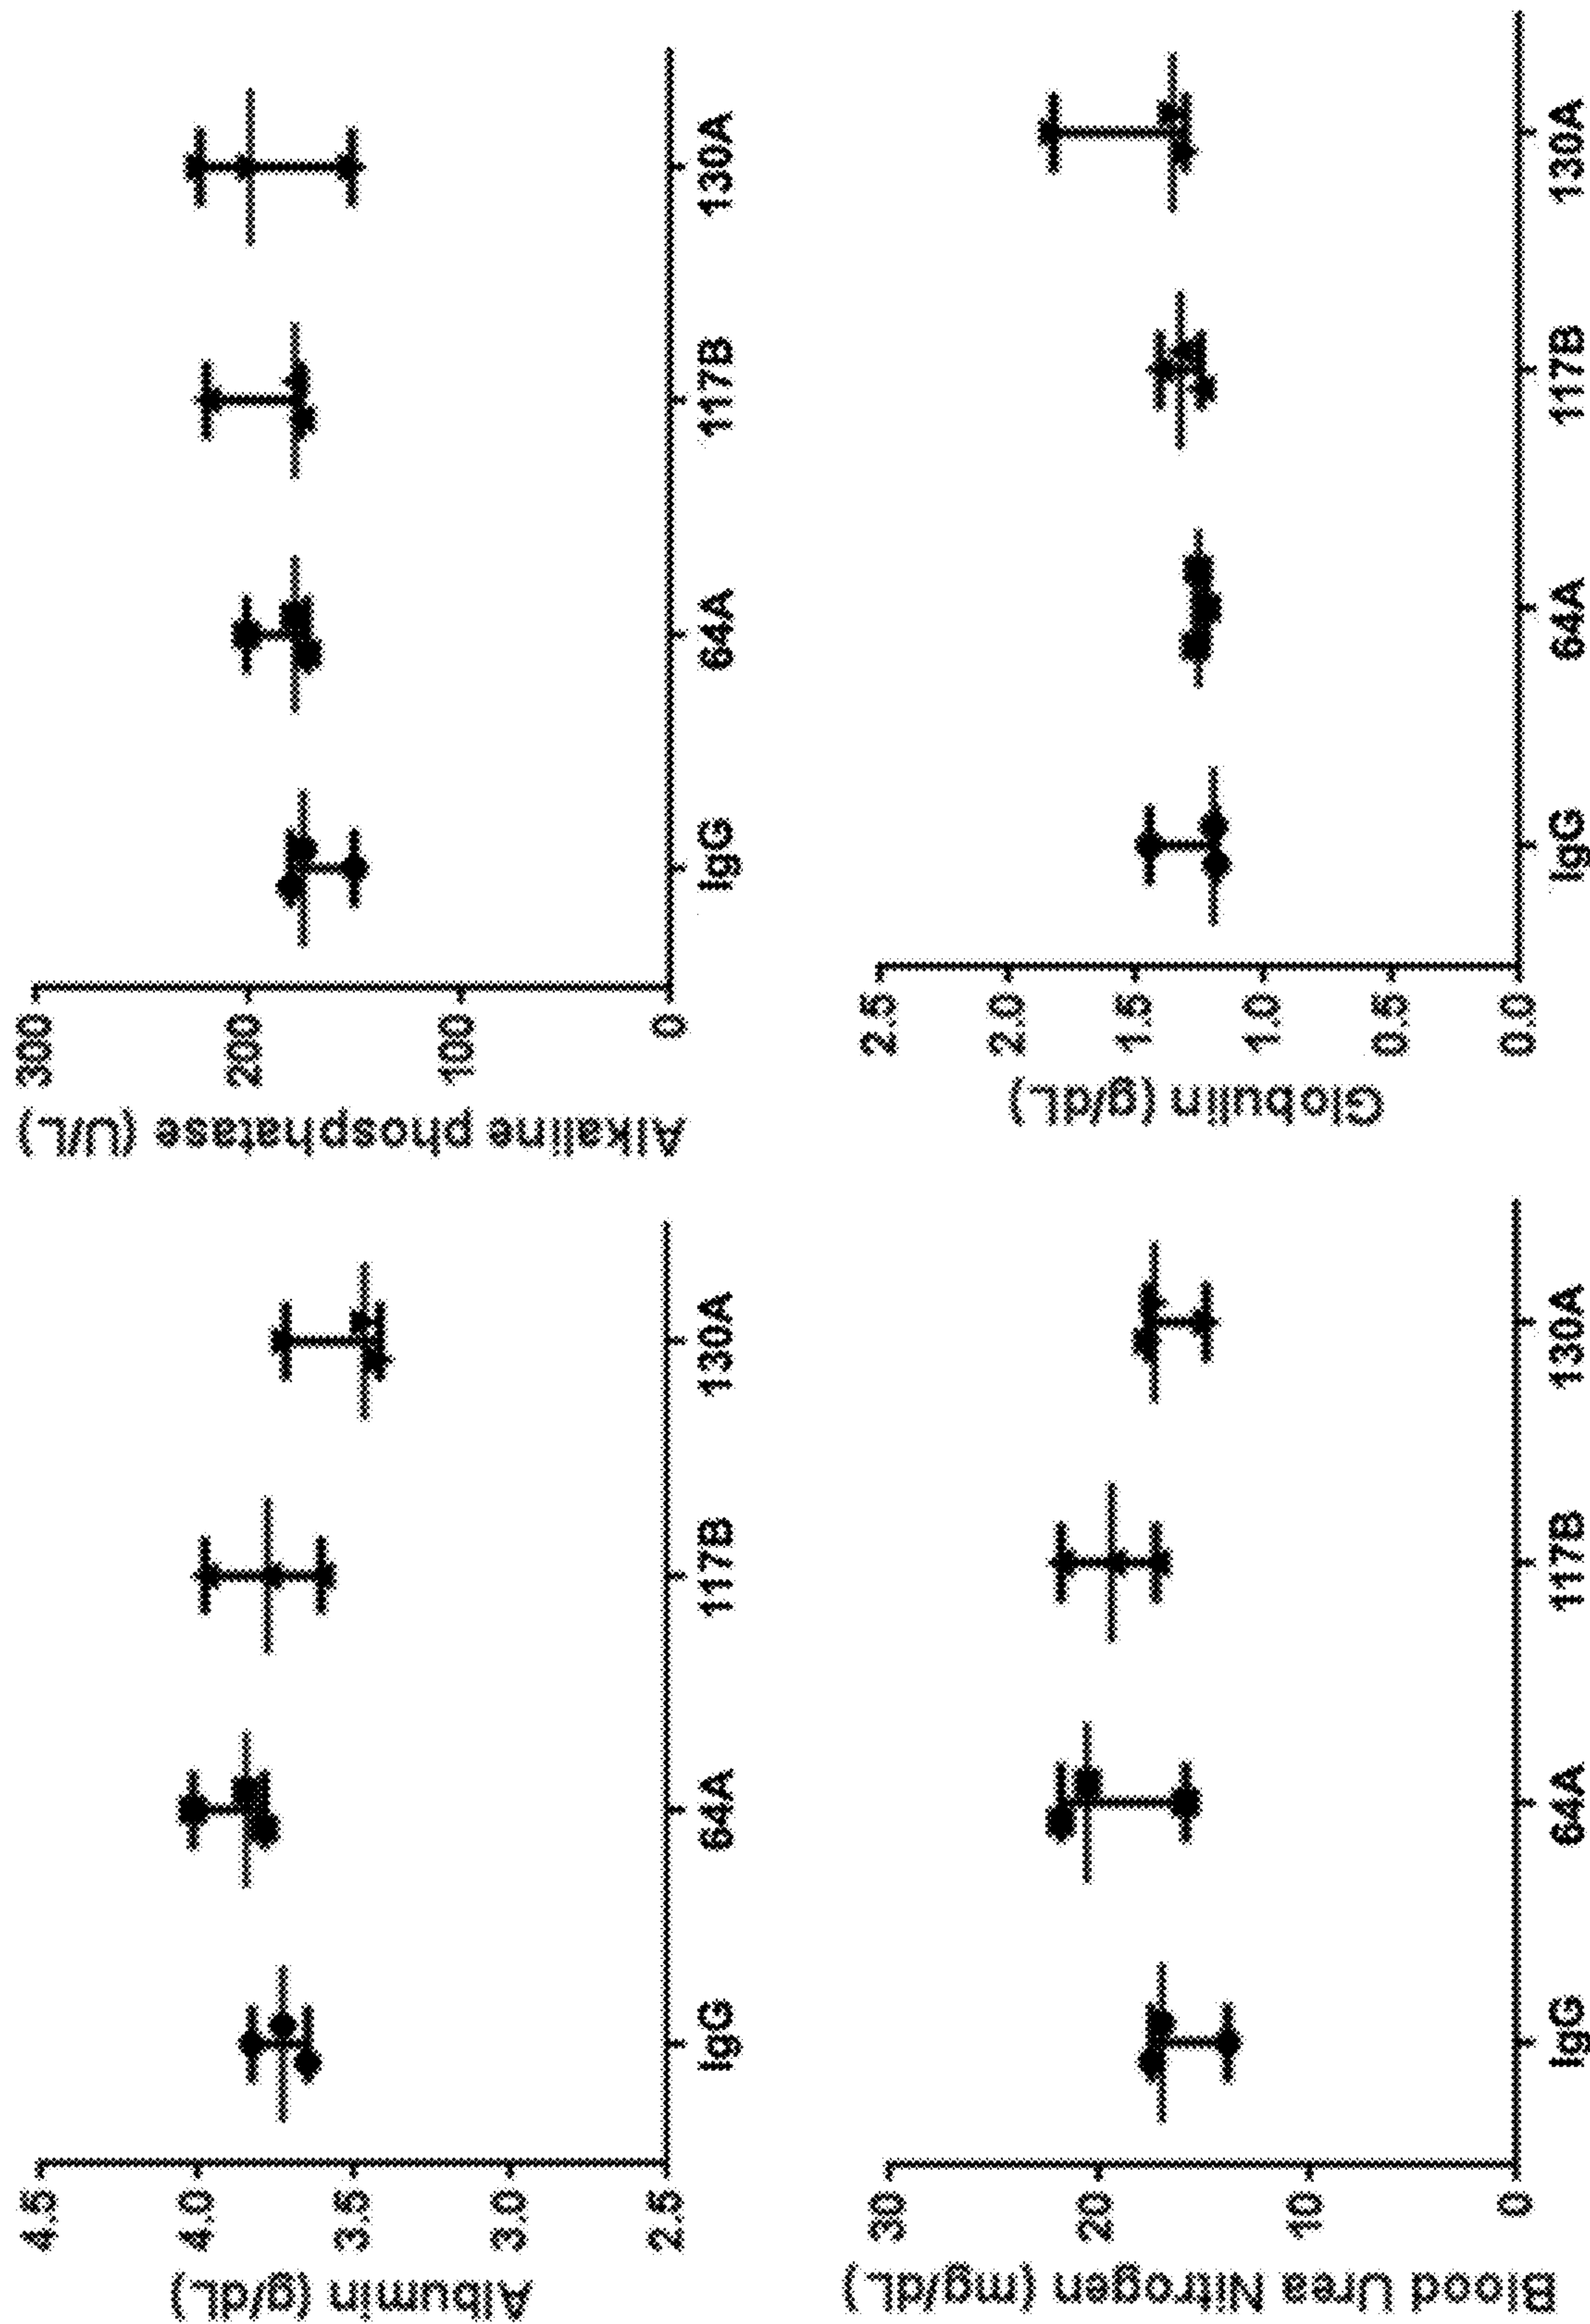 Albumin (g/dL)
4.5
4.0
3.5
3.0
2.5
IgG
64A
117B
130A
Alkaline phosphatase (U/L)
300
200
100
0
IgG
64A
117B
130A
Blood Urea Nitrogen (mg/dL)
30
20
10
0
IgG
64A
117B
130A
Globulin (g/dL)
2.5
2.0
1.5
1.0
0.5
0.0
IgG
64A
117B
130A